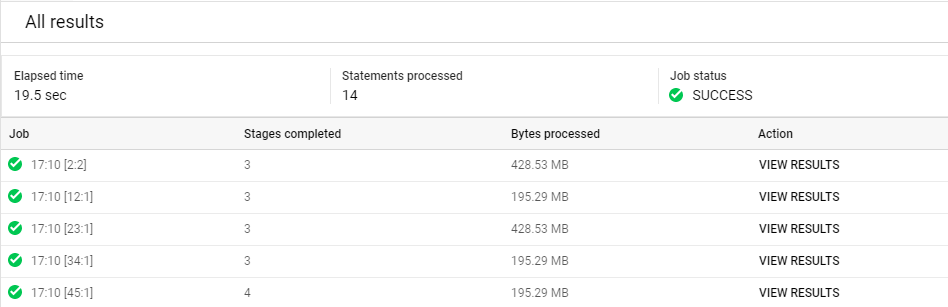 All results
Elapsed time Statements processed Job status
19.5 sec 14 SUCCESS
Job Stages completed Bytes processed Action
17:10 [2:2] 3 428.53 MB VIEW RESULTS
17:10 [12:1] 3 195.29 MB VIEW RESULTS
17:10 [23:1] 3 428.53 MB VIEW RESULTS
17:10 [34:1] 3 195.29 MB VIEW RESULTS
17:10 [45:1] 4 195.29 MB VIEW RESULTS